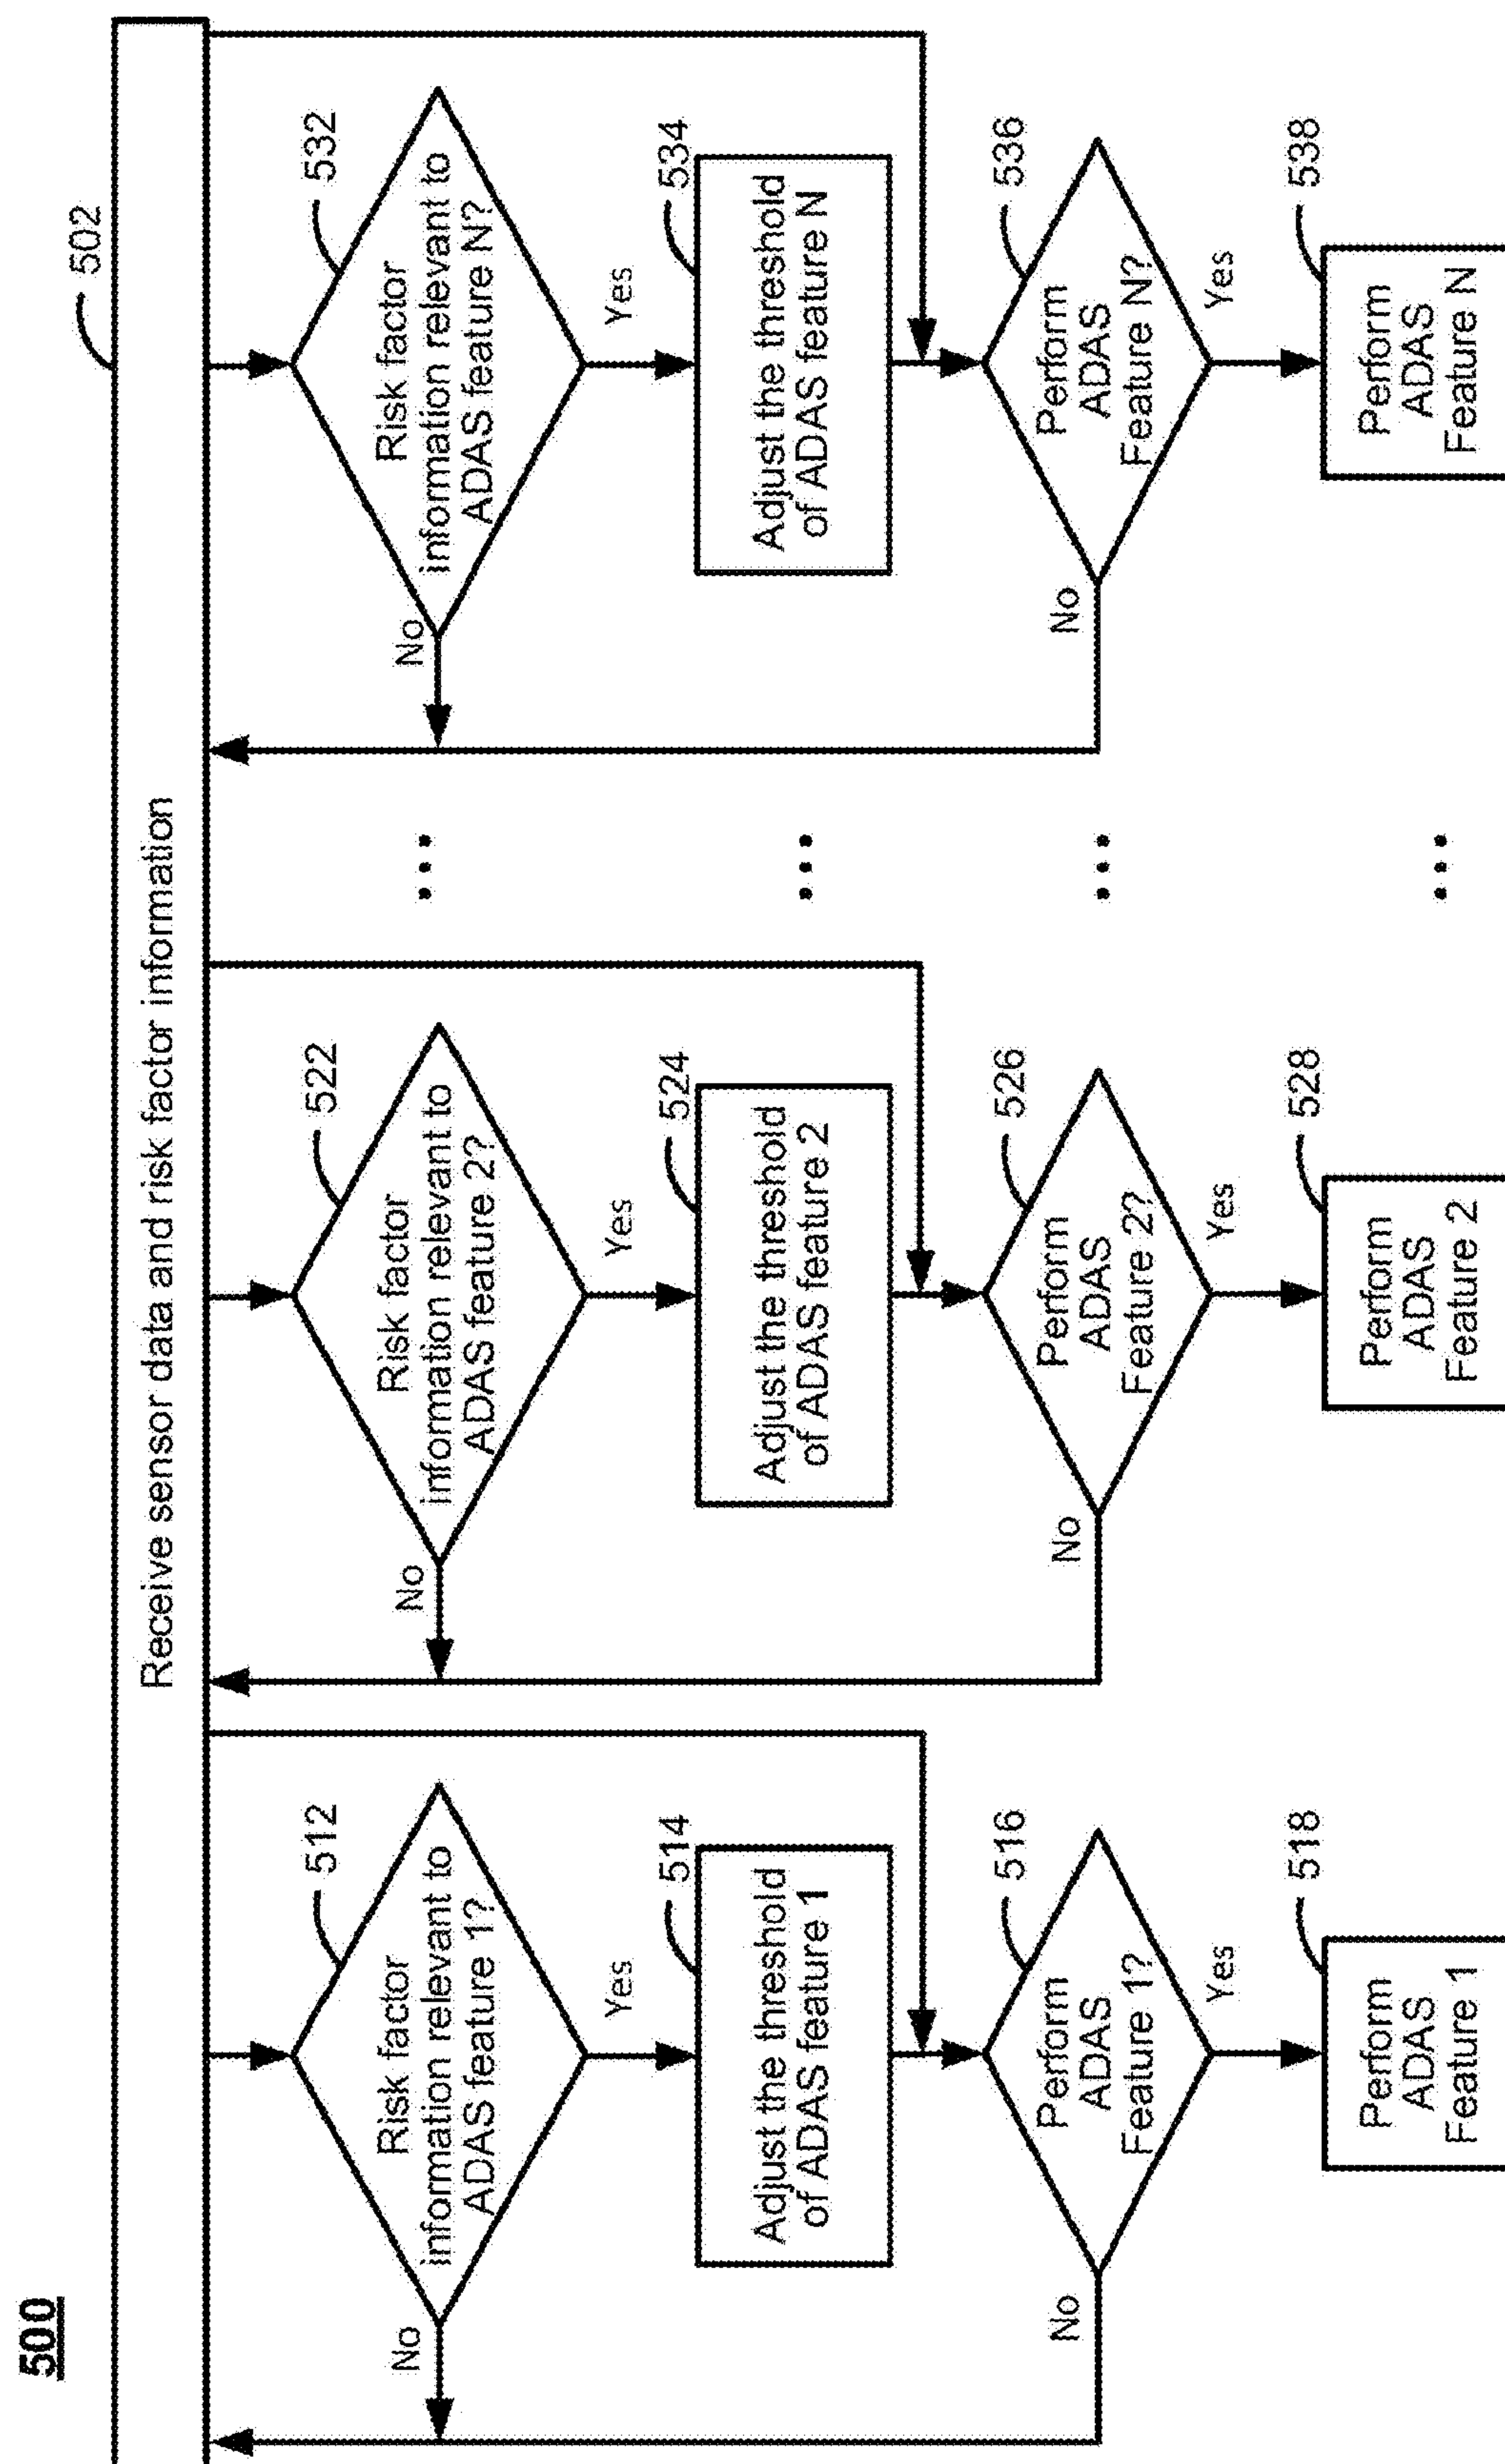 500
502
Receive sensor data and risk factor information
512
Risk factor
information relevant to
ADAS feature 1?
No
Yes
514
Adjust the threshold
of ADAS feature 1
516
Perform
ADAS
Feature 1?
No
Yes
518
Perform
ADAS
Feature 1
522
Risk factor
information relevant to
ADAS feature 2?
No
Yes
524
Adjust the threshold
of ADAS feature 2
526
Perform
ADAS
Feature 2?
No
Yes
528
Perform
ADAS
Feature 2
...
...
...
...
532
Risk factor
information relevant to
ADAS feature N?
No
Yes
534
Adjust the threshold
of ADAS feature N
536
Perform
ADAS
Feature N?
No
Yes
538
Perform
ADAS
Feature N